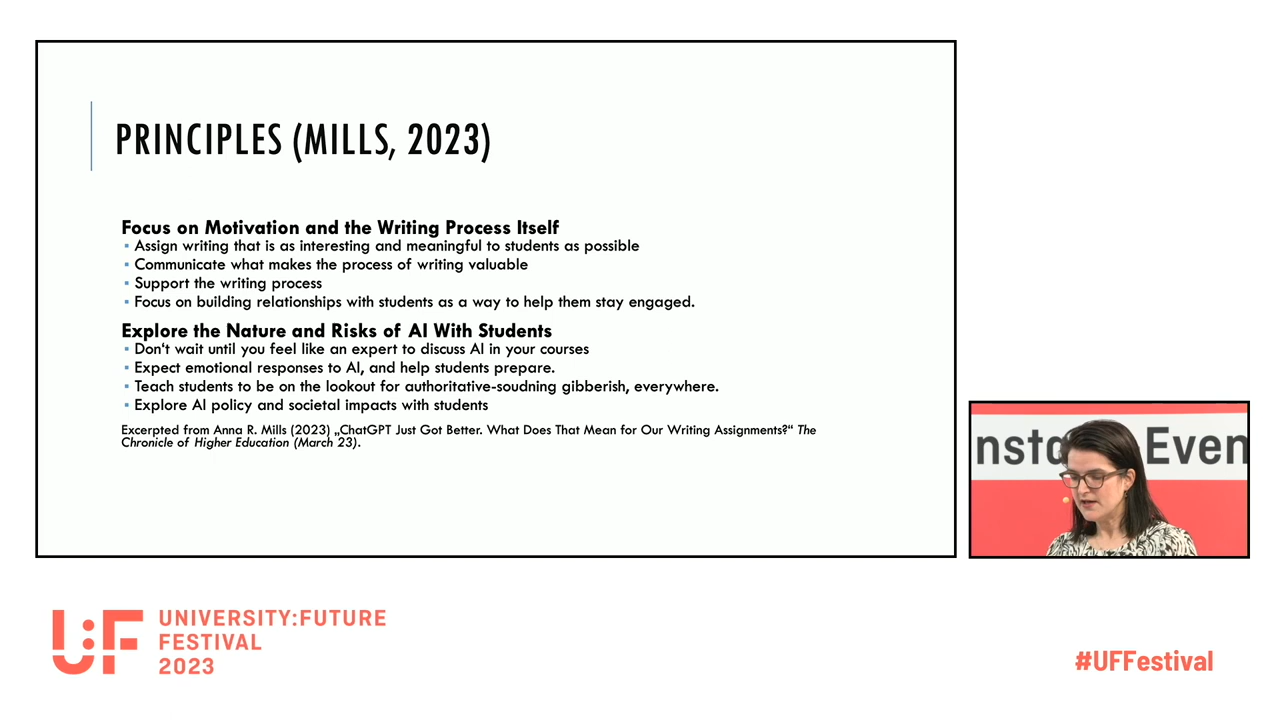 PRINCIPLES (MILLS, 2023)
Focus on Motivation and the Writing Process Itself
▪ Assign writing that is as interesting and meaningful to students as possible
▪ Communicate what makes the process of writing valuable
▪ Support the writing process
▪ Focus on building relationships with students as a way to help them stay engaged.
Explore the Nature and Risks of AI With Students
▪ Don‘t wait until you feel like an expert to discuss AI in your courses
▪ Expect emotional responses to AI, and help students prepare.
▪ Teach students to be on the lookout for authoritative-soudning gibberish, everywhere.
▪ Explore AI policy and societal impacts with students
Excerpted from Anna R. Mills (2023) „ChatGPT Just Got Better. What Does That Mean for Our Writing Assignments?“ The
Chronicle of Higher Education (March 23).
U:F
UNIVERSITY:FUTURE
FESTIVAL
2023
#UFFestival